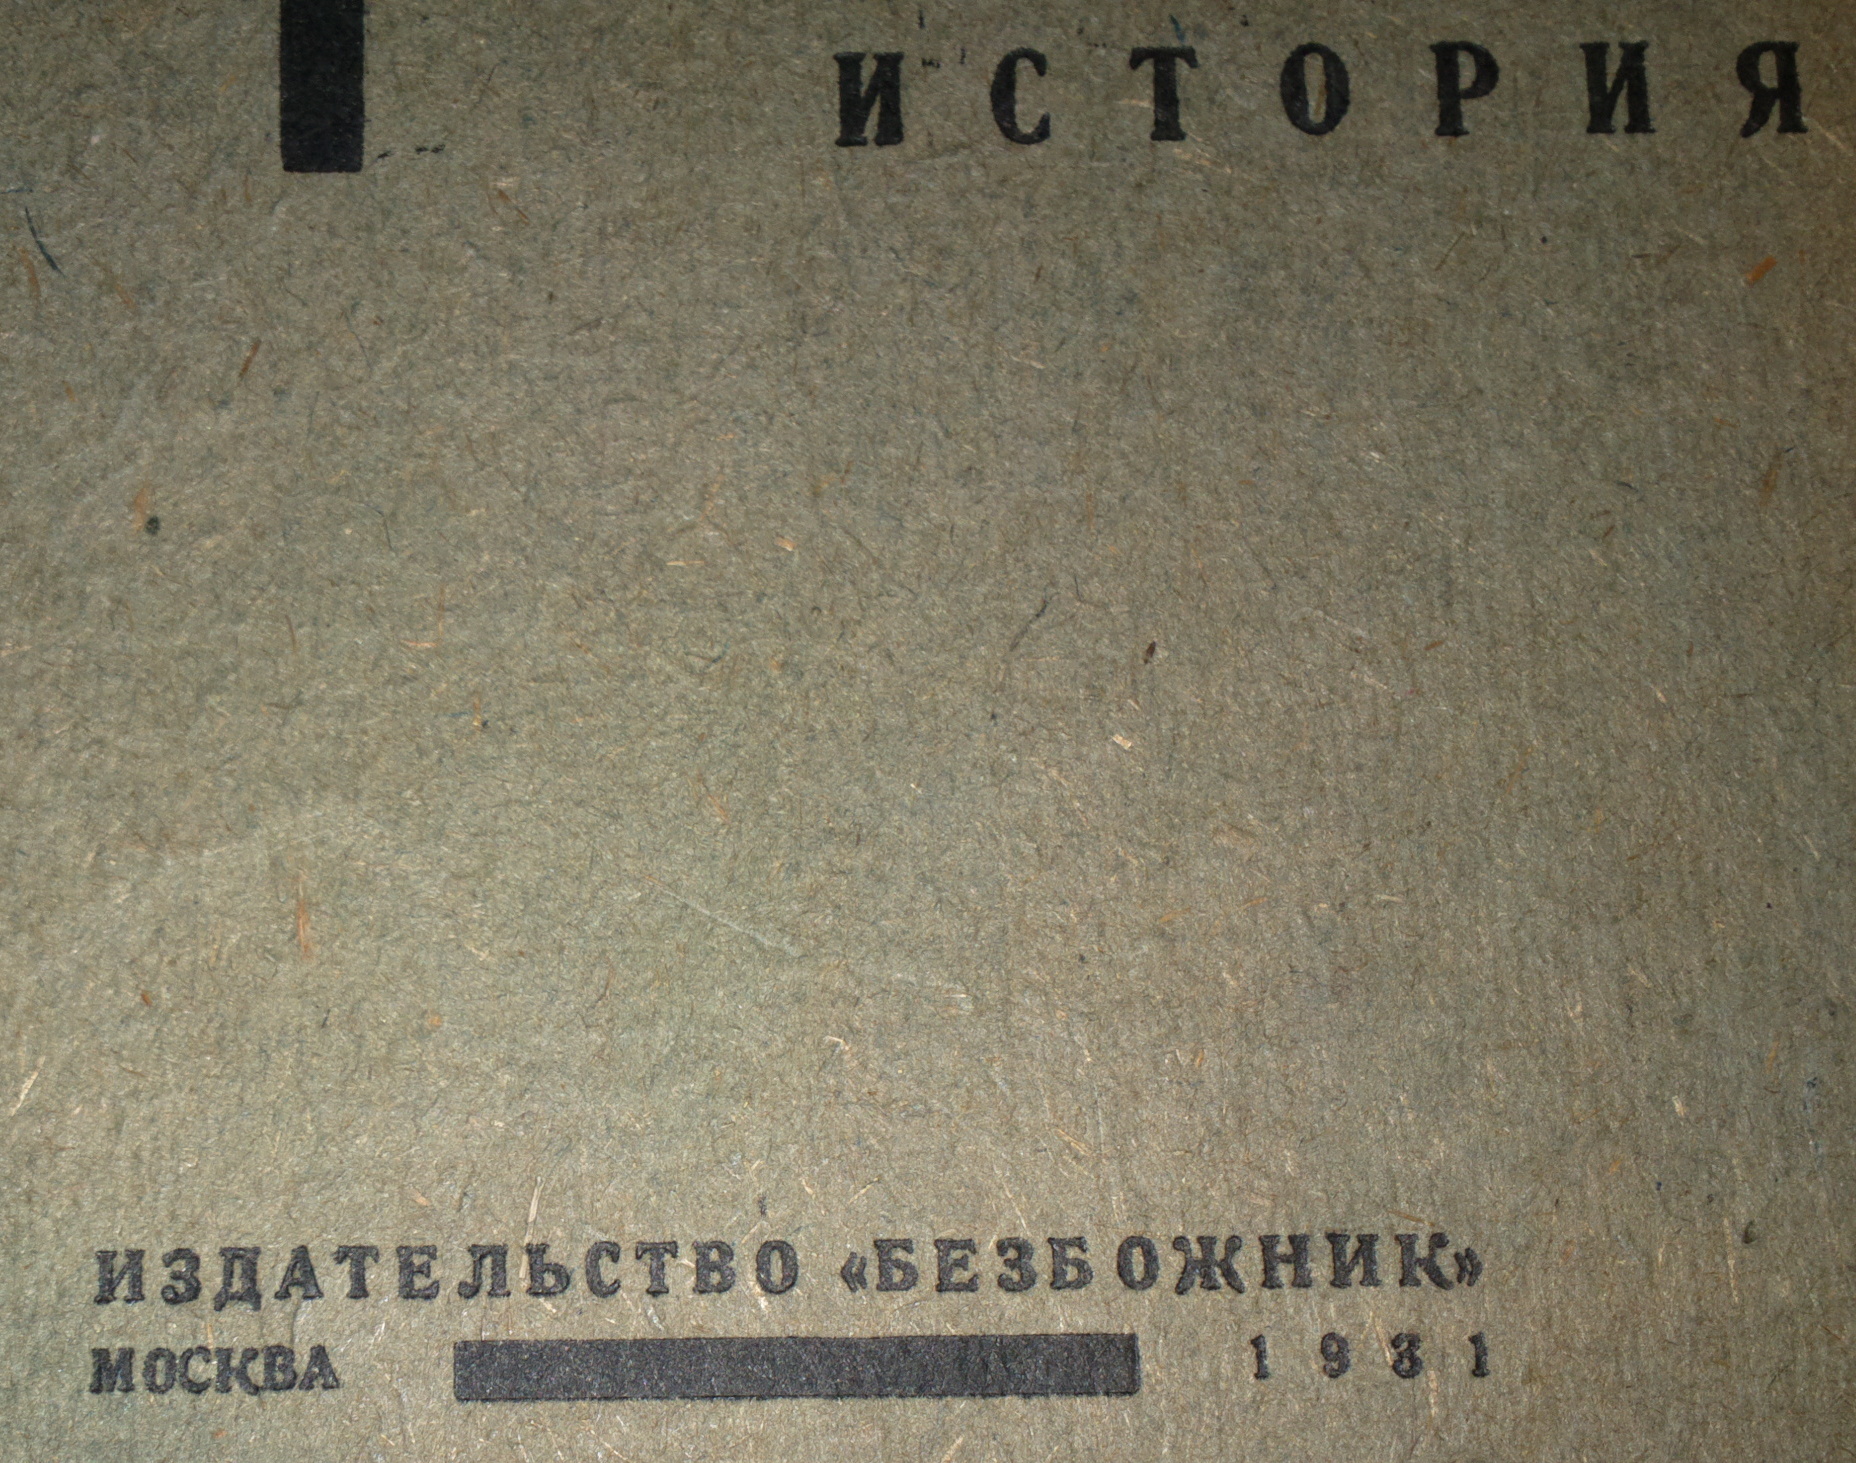 ИСТОРИЯ
ИЗДАТЕЛЬСТВО «БЕЗБОЖНИК»
МОСКВА 1931